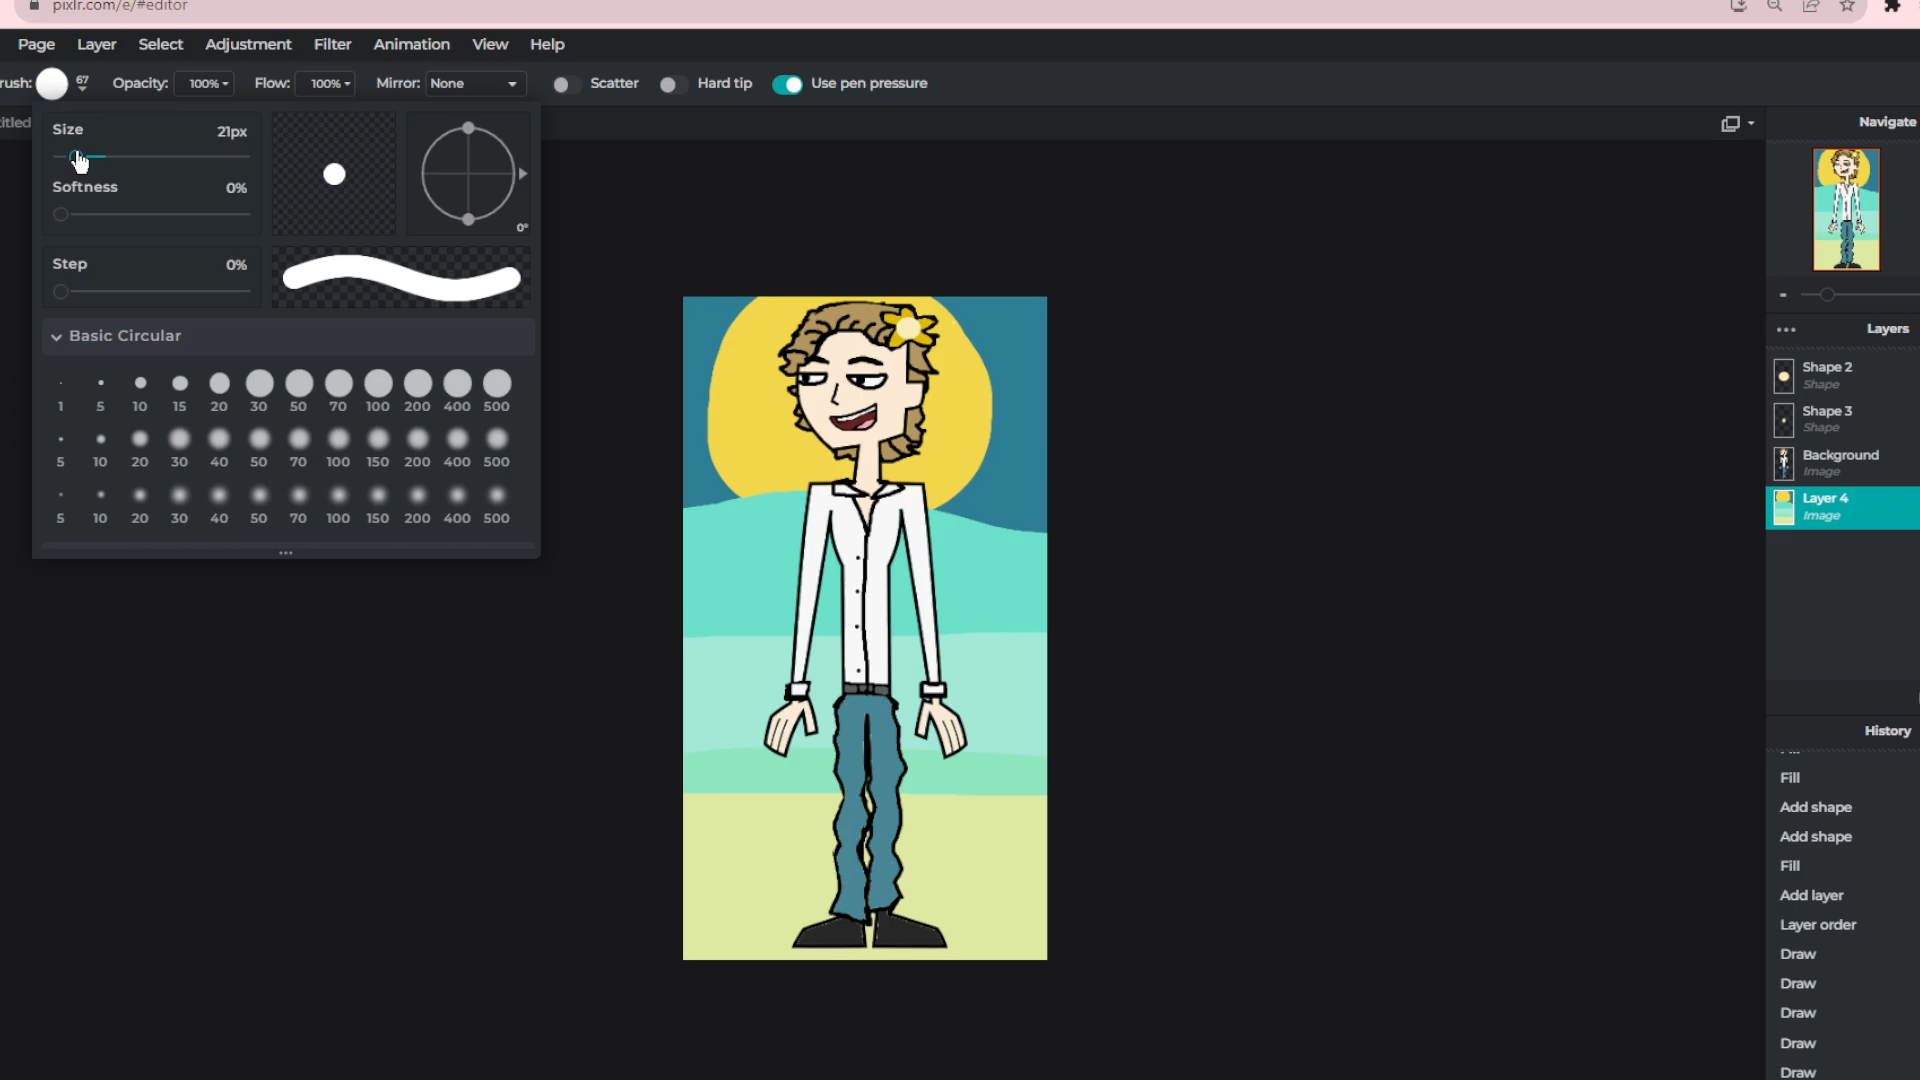 pixlr.com/e/#editor
Page Layer Select Adjustment Filter Animation View Help
rush: 67 Opacity: 100% Flow: 100% Mirror: None Scatter Hard tip Use pen pressure
Size 21px
Softness 0%
0°
Step 0%
Basic Circular
1 5 10 15 20 30 50 70 100 200 400 500
5 10 20 30 40 50 70 100 150 200 400 500
5 10 20 30 40 50 70 100 150 200 400 500
titled
Navigate
Layers
Shape 2
Shape
Shape 3
Shape
Background
Image
Layer 4
Image
History
Fill
Add shape
Add shape
Fill
Add layer
Layer order
Draw
Draw
Draw
Draw
Draw